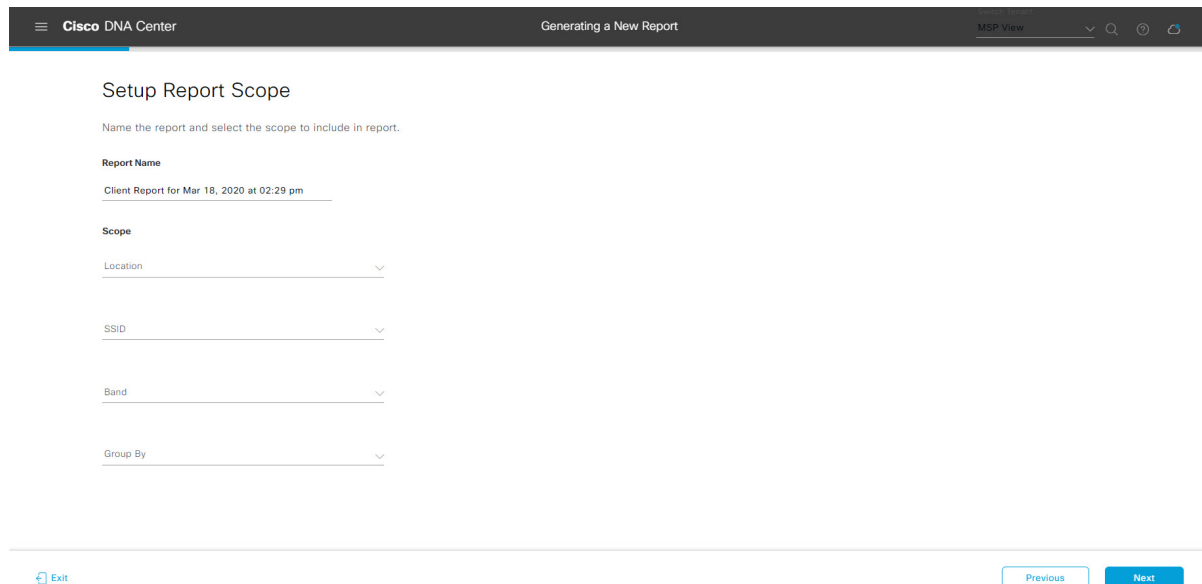 Cisco DNA Center
Generating a New Report
Switch Tenant
MSP View
Setup Report Scope
Name the report and select the scope to include in report.
Report Name
Client Report for Mar 18, 2020 at 02:29 pm
Scope
Location
SSID
Band
Group By
Exit
Previous
Next